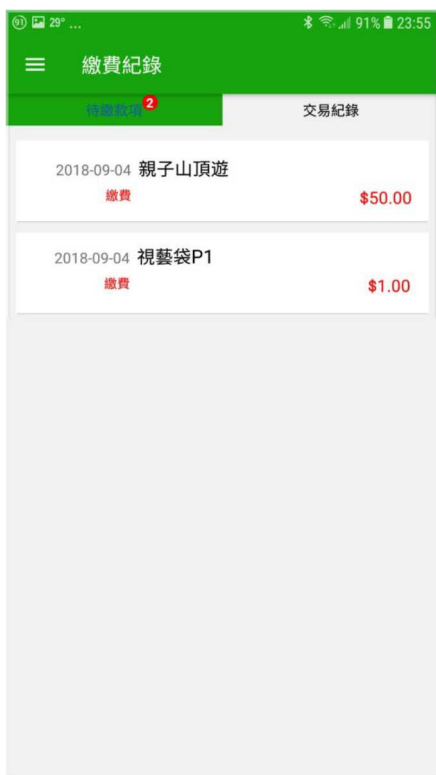 91 29° ... 91% 23:55
繳費紀錄
待繳款項 2 交易紀錄
2018-09-04 親子山頂遊
繳費 $50.00
2018-09-04 視藝袋P1
繳費 $1.00